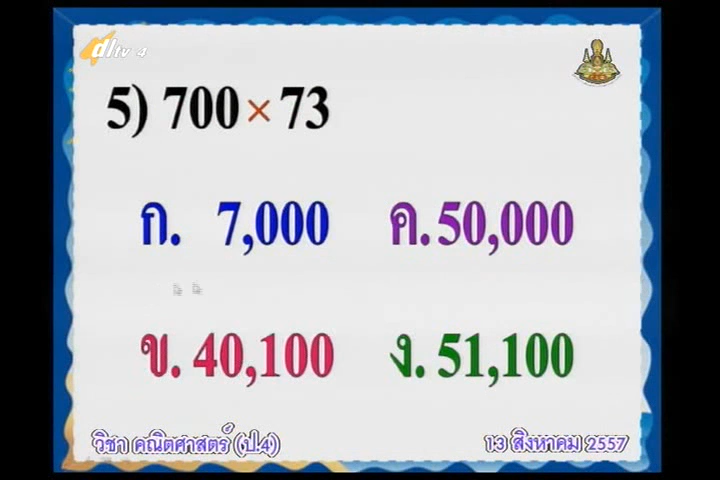 dltv 4
5) 700 × 73
ก. 7,000 ค. 50,000
ข. 40,100 ง. 51,100
วิชา คณิตศาสตร์ (ป.4) 13 สิงหาคม 2557